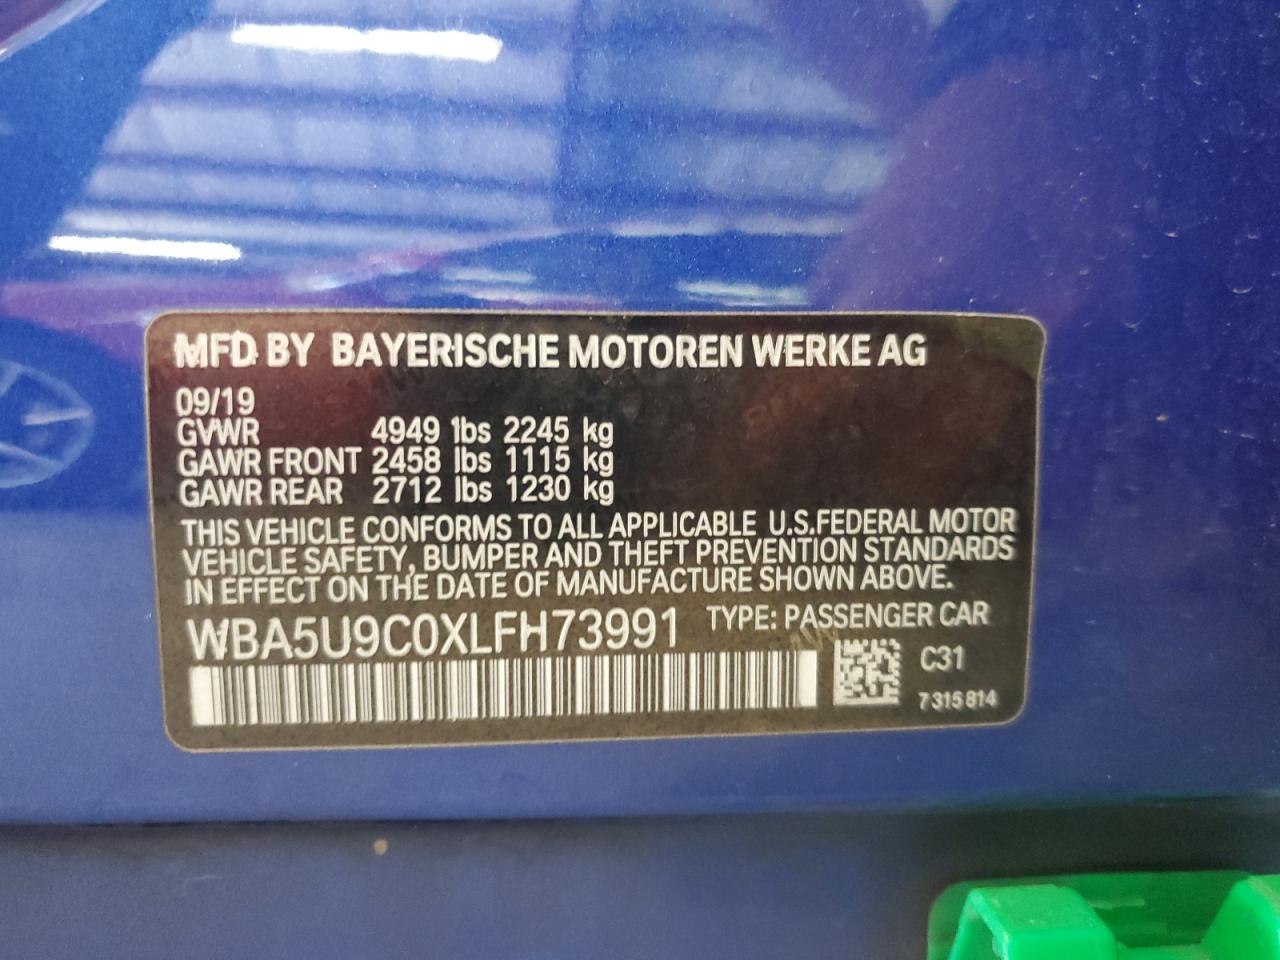 MFD BY BAYERISCHE MOTOREN WERKE AG
09/19
GVWR 4949 lbs 2245 kg
GAWR FRONT 2458 lbs 1115 kg
GAWR REAR 2712 lbs 1230 kg
THIS VEHICLE CONFORMS TO ALL APPLICABLE U.S.FEDERAL MOTOR
VEHICLE SAFETY, BUMPER AND THEFT PREVENTION STANDARDS
IN EFFECT ON THE DATE OF MANUFACTURE SHOWN ABOVE.
WBA5U9C0XLFH73991 TYPE: PASSENGER CAR
C31
7 315 814